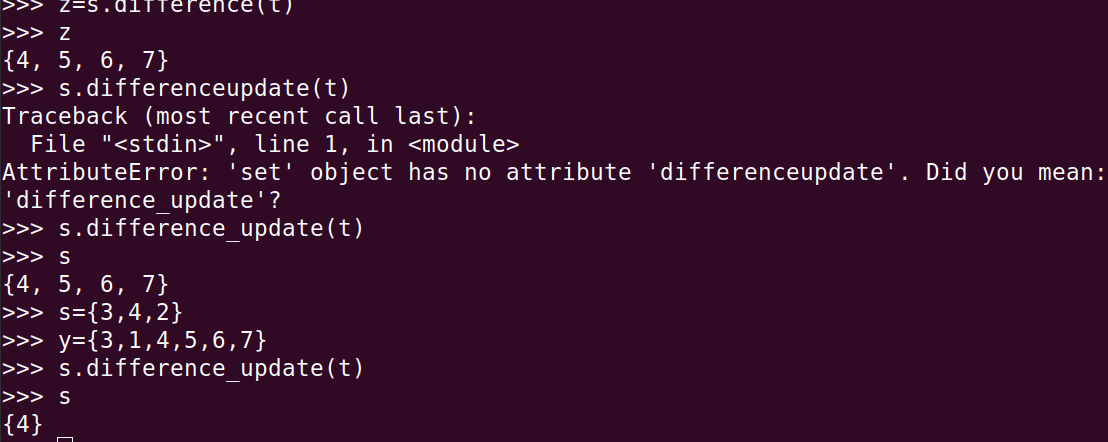 >>> z=s.difference(t)
>>> z
{4, 5, 6, 7}
>>> s.differenceupdate(t)
Traceback (most recent call last):
  File "<stdin>", line 1, in <module>
AttributeError: 'set' object has no attribute 'differenceupdate'. Did you mean:
'difference_update'?
>>> s.difference_update(t)
>>> s
{4, 5, 6, 7}
>>> s={3,4,2}
>>> y={3,1,4,5,6,7}
>>> s.difference_update(t)
>>> s
{4}